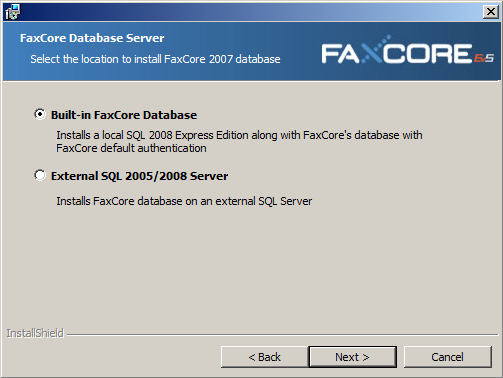 FaxCore Database Server
Select the location to install FaxCore 2007 database
FAXCORE 6.5
Built-in FaxCore Database
Installs a local SQL 2008 Express Edition along with FaxCore's database with
FaxCore default authentication
External SQL 2005/2008 Server
Installs FaxCore database on an external SQL Server
InstallShield
< Back
Next >
Cancel